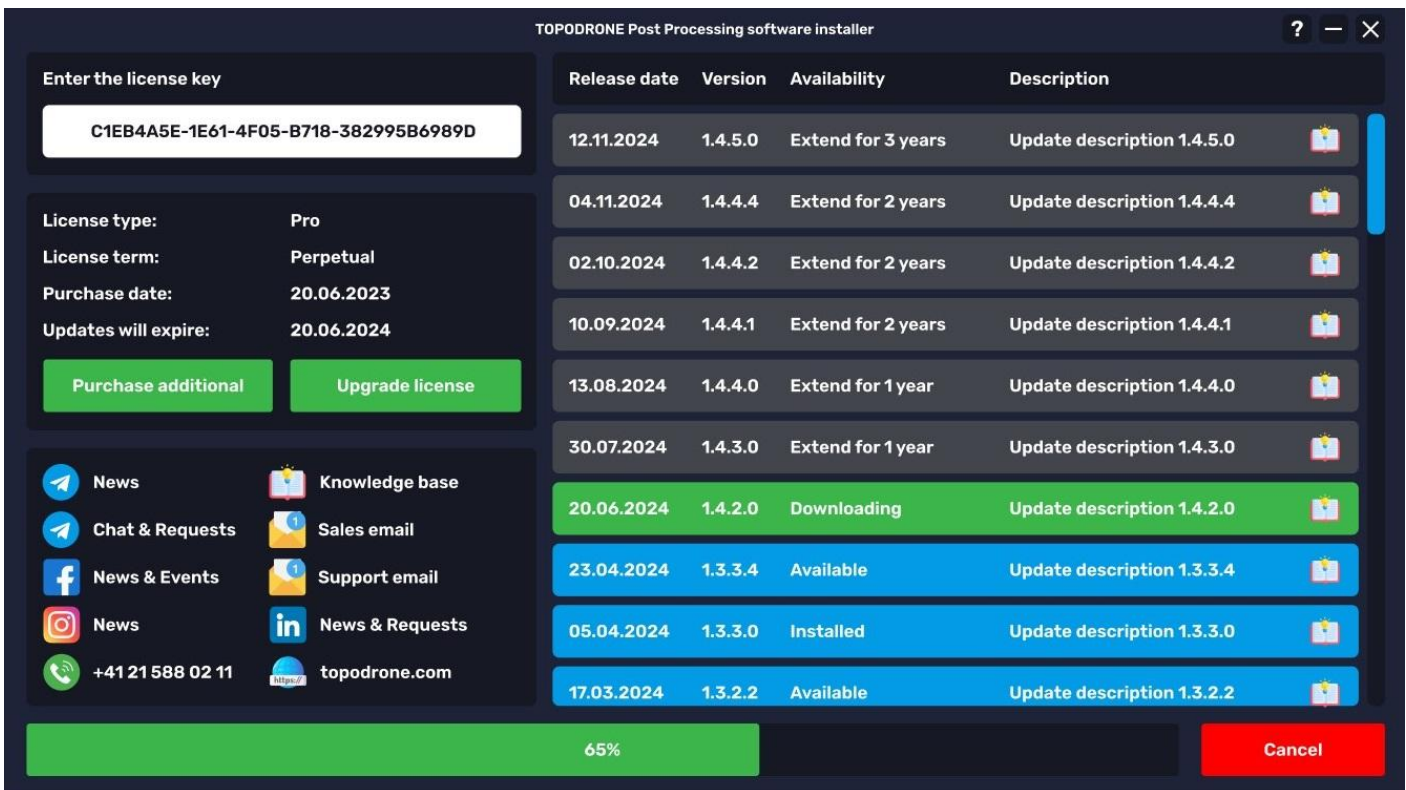 TOPODRONE Post Processing software installer
?
Enter the license key
C1EB4A5E-1E61-4F05-B718-382995B6989D
License type: Pro
License term: Perpetual
Purchase date: 20.06.2023
Updates will expire: 20.06.2024
Purchase additional Upgrade license
News Knowledge base
Chat & Requests 1 Sales email
f News & Events 1 Support email
News in News & Requests
+41 21 588 02 11 https:// topodrone.com
Release date Version Availability Description
12.11.2024 1.4.5.0 Extend for 3 years Update description 1.4.5.0
04.11.2024 1.4.4.4 Extend for 2 years Update description 1.4.4.4
02.10.2024 1.4.4.2 Extend for 2 years Update description 1.4.4.2
10.09.2024 1.4.4.1 Extend for 2 years Update description 1.4.4.1
13.08.2024 1.4.4.0 Extend for 1 year Update description 1.4.4.0
30.07.2024 1.4.3.0 Extend for 1 year Update description 1.4.3.0
20.06.2024 1.4.2.0 Downloading Update description 1.4.2.0
23.04.2024 1.3.3.4 Available Update description 1.3.3.4
05.04.2024 1.3.3.0 Installed Update description 1.3.3.0
17.03.2024 1.3.2.2 Available Update description 1.3.2.2
65% Cancel